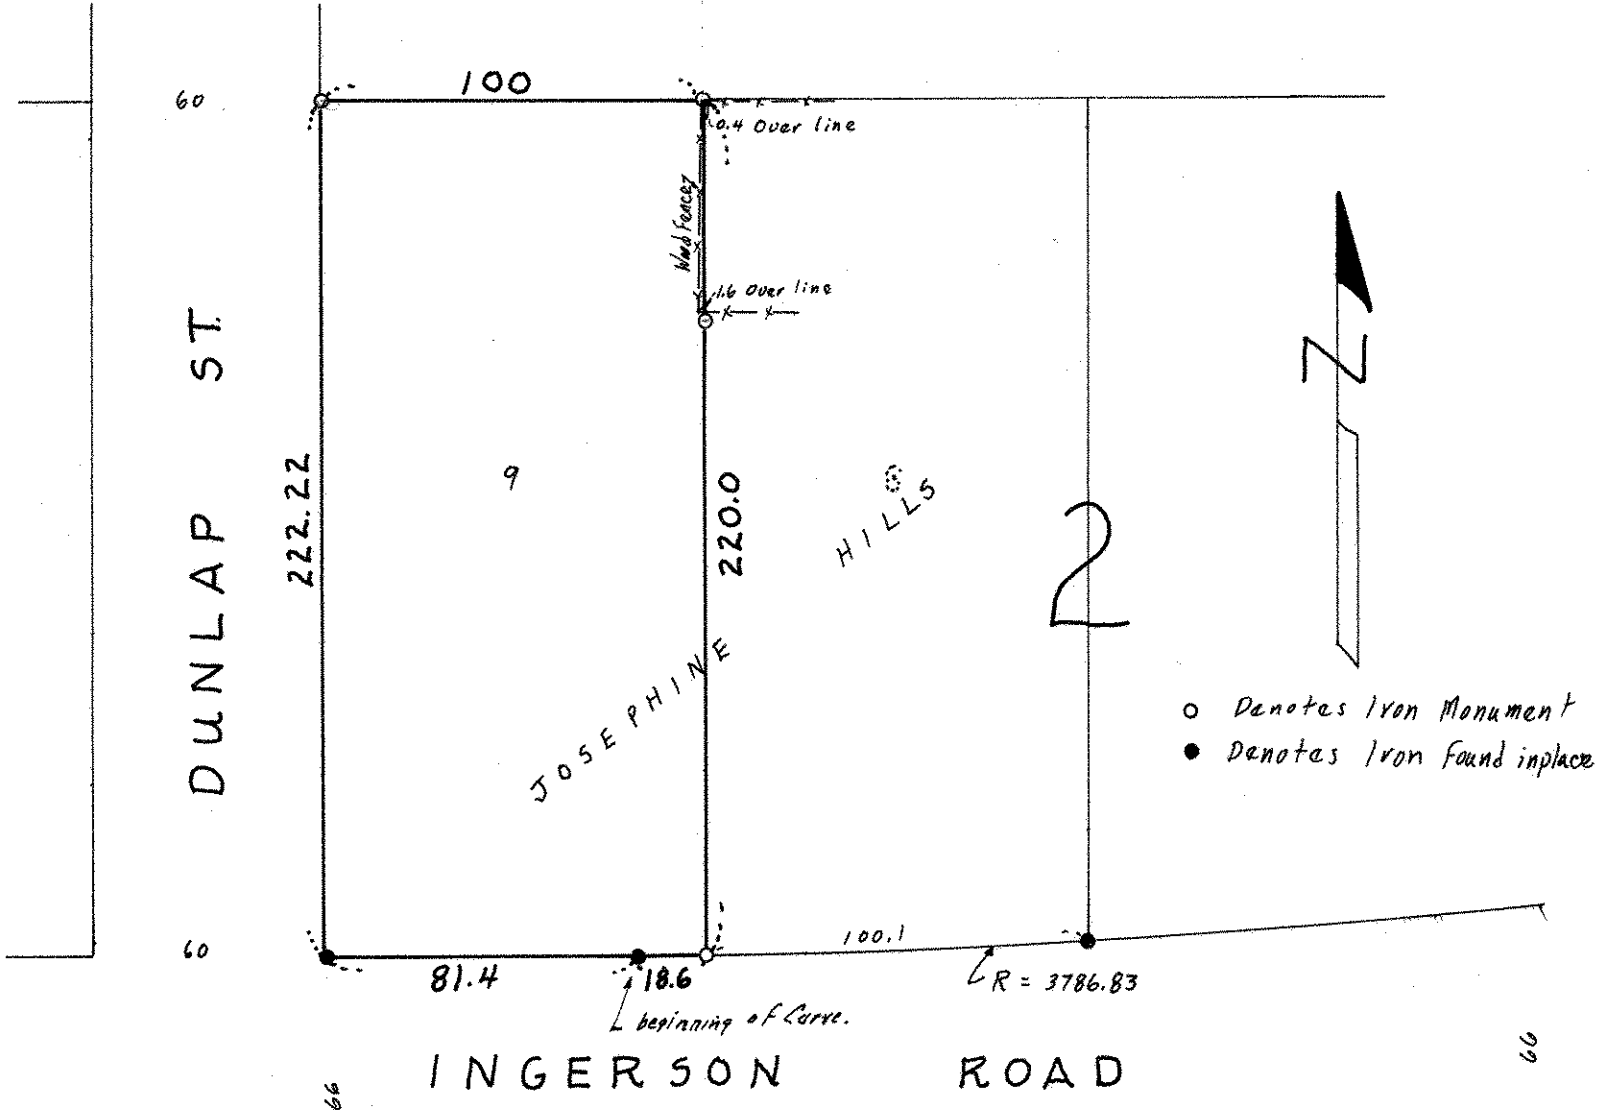 100
60
0.4 Over line
Wood Fence
1.6 Over line
DUNLAP ST.
N
222.22
9
220.0
8
JOSEPHINE HILLS
2
Denotes Iron Monument
Denotes Iron Found inplace
60
100.1
81.4
18.6
R = 3786.83
beginning of Curve.
INGERSON ROAD
66
66